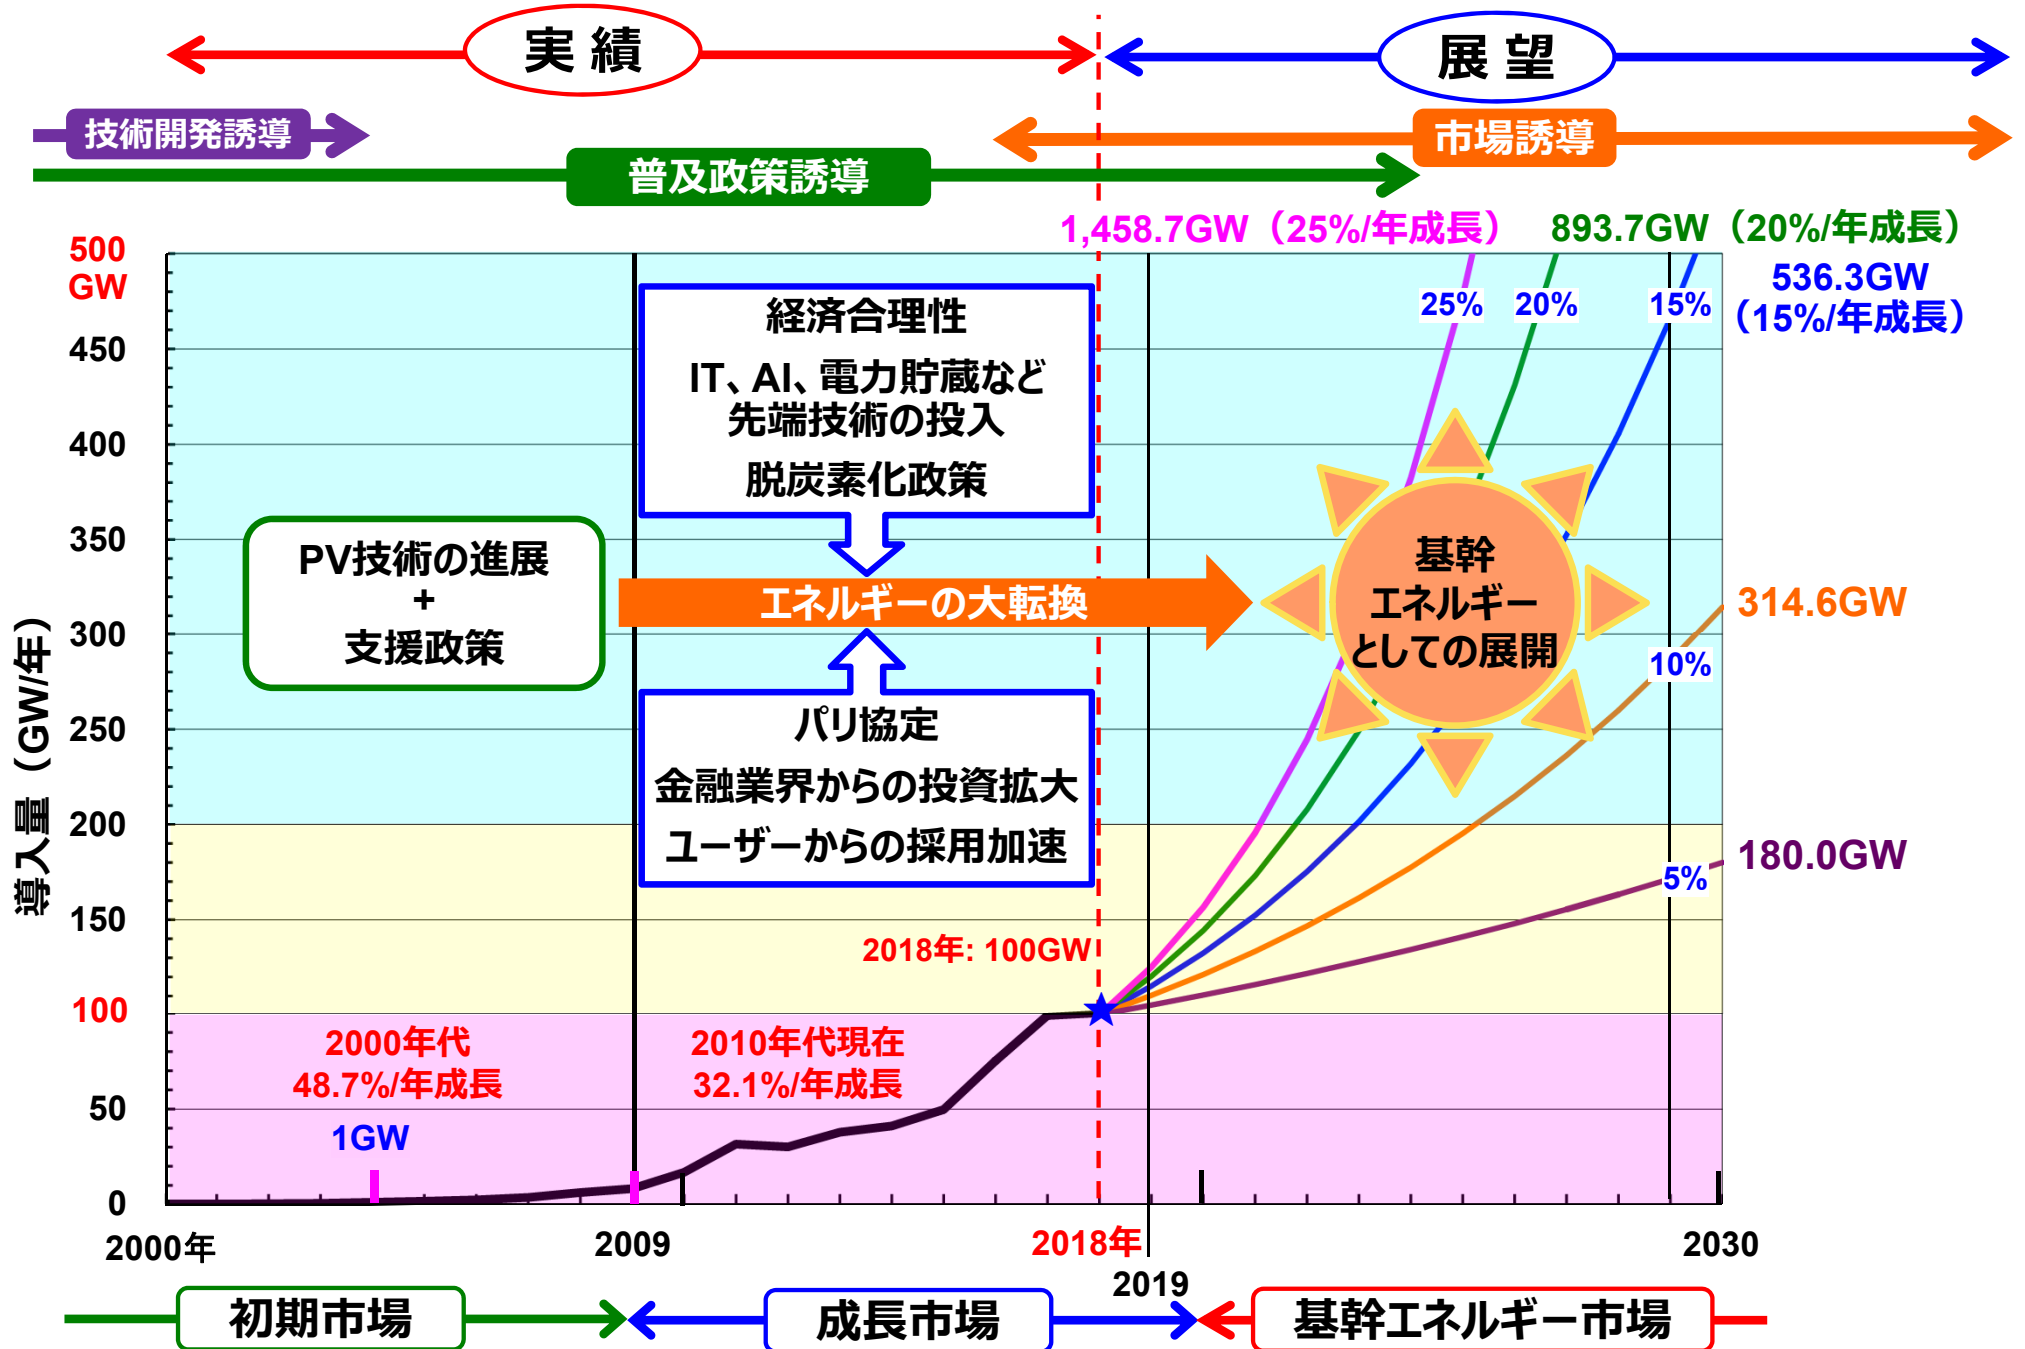 実 績
展 望
技術開発誘導
市場誘導
普及政策誘導
1,458.7GW（25%/年成長）
893.7GW（20%/年成長）
536.3GW
（15%/年成長）
500
GW
450
400
350
300
250
200
150
100
50
0
導入量（GW/年）
25%
20%
15%
10%
5%
経済合理性
IT、AI、電力貯蔵など
先端技術の投入
脱炭素化政策
PV技術の進展
+
支援政策
エネルギーの大転換
基幹
エネルギー
としての展開
パリ協定
金融業界からの投資拡大
ユーザーからの採用加速
314.6GW
180.0GW
2018年: 100GW
2000年代
48.7%/年成長
1GW
2010年代現在
32.1%/年成長
2000年
2009
2018年
2019
2030
初期市場
成長市場
基幹エネルギー市場